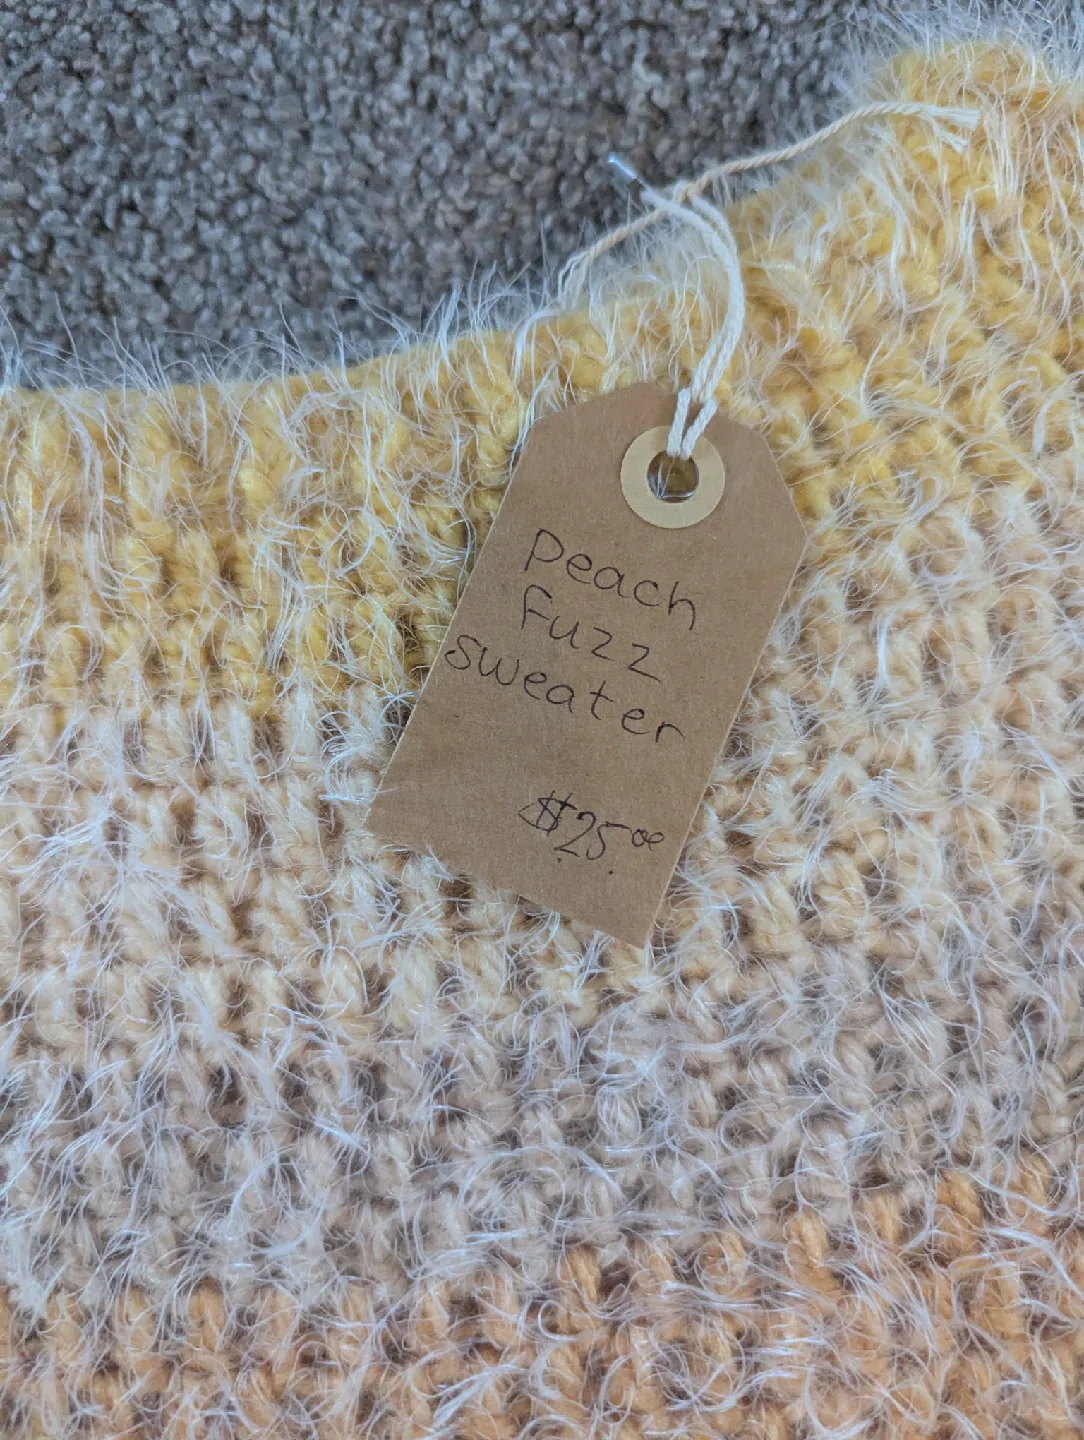 Peach
Fuzz
sweater
$25.00